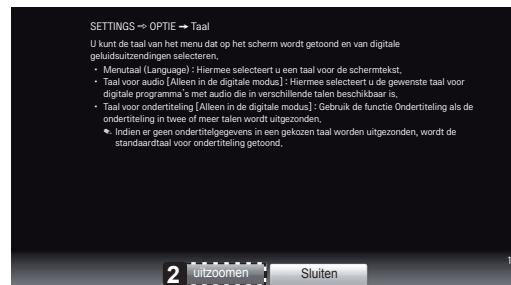 SETTINGS ⇨ OPTIE ➙ Taal
U kunt de taal van het menu dat op het scherm wordt getoond en van digitale
geluidsuitzendingen selecteren.
• Menutaal (Language) : Hiermee selecteert u een taal voor de schermtekst.
• Taal voor audio [Alleen in de digitale modus] : Hiermee selecteert u de gewenste taal voor
digitale programma's met audio die in verschillende talen beschikbaar is.
• Taal voor ondertiteling [Alleen in de digitale modus] : Gebruik de functie Ondertiteling als de
ondertiteling in twee of meer talen wordt uitgezonden.
✎ Indien er geen ondertitelgegevens in een gekozen taal worden uitgezonden, wordt de
standaardtaal voor ondertiteling getoond.
1
2 uitzoomen Sluiten